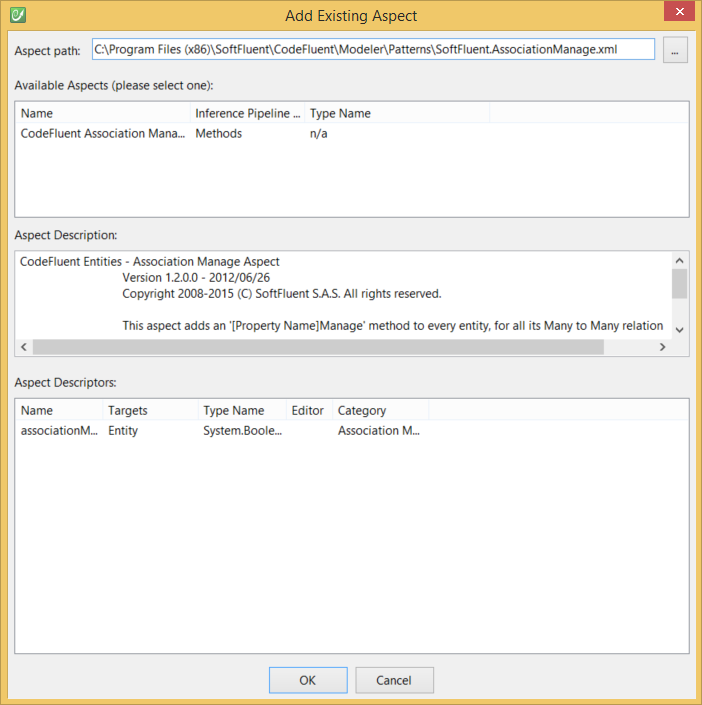 Add Existing Aspect
Aspect path: C:\Program Files (x86)\SoftFluent\CodeFluent\Modeler\Patterns\SoftFluent.AssociationManage.xml ...
Available Aspects (please select one):
Name Inference Pipeline ... Type Name
CodeFluent Association Mana... Methods n/a
Aspect Description:
CodeFluent Entities - Association Manage Aspect
Version 1.2.0.0 - 2012/06/26
Copyright 2008-2015 (C) SoftFluent S.A.S. All rights reserved.
This aspect adds an '[Property Name]Manage' method to every entity, for all its Many to Many relation
Aspect Descriptors:
Name Targets Type Name Editor Category
associationM... Entity System.Boole... Association M...
OK Cancel